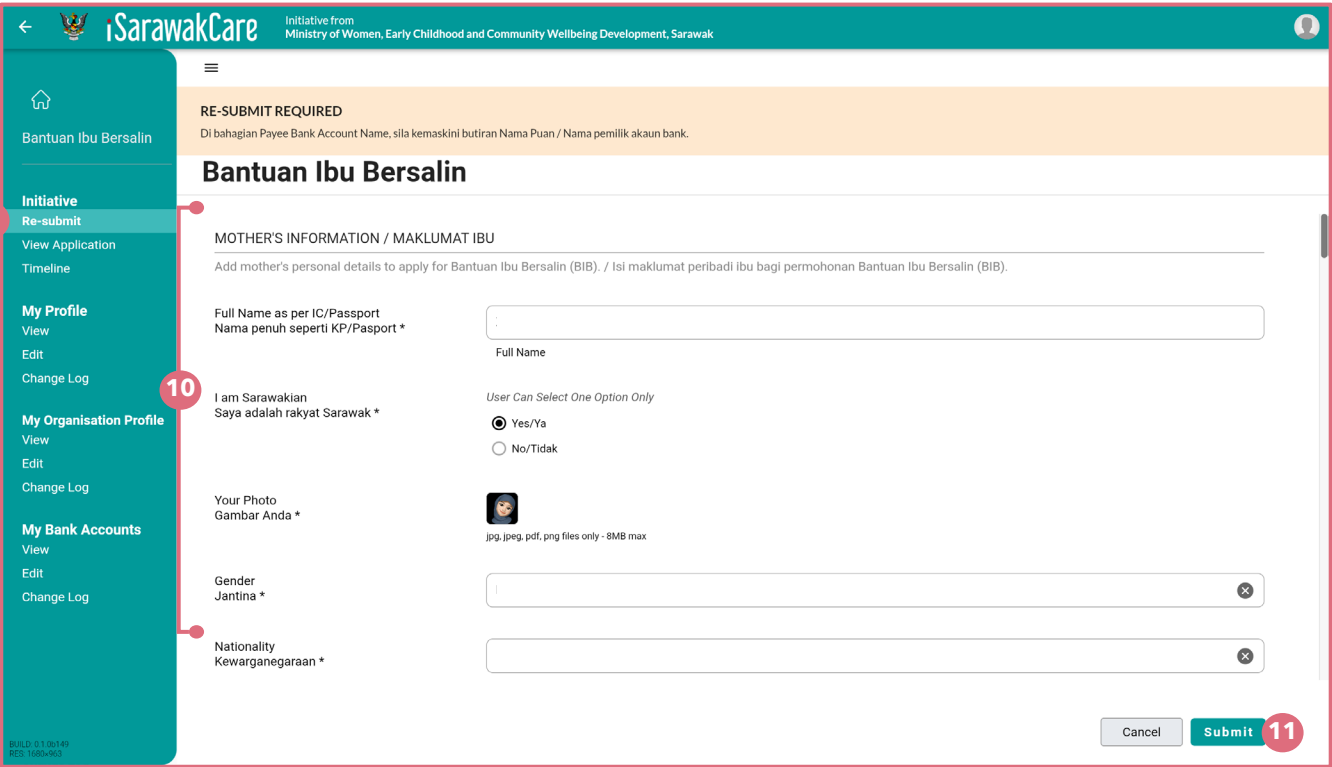 iSarawakCare
Initiative from
Ministry of Women, Early Childhood and Community Wellbeing Development, Sarawak
Bantuan Ibu Bersalin
Initiative
Re-submit
View Application
Timeline
My Profile
View
Edit
Change Log
My Organisation Profile
View
Edit
Change Log
My Bank Accounts
View
Edit
Change Log
BUILD: 0.1.0b149
RES: 1680x963
RE-SUBMIT REQUIRED
Di bahagian Payee Bank Account Name, sila kemaskini butiran Nama Puan / Nama pemilik akaun bank.
Bantuan Ibu Bersalin
10
MOTHER'S INFORMATION / MAKLUMAT IBU
Add mother's personal details to apply for Bantuan Ibu Bersalin (BIB). / Isi maklumat peribadi ibu bagi permohonan Bantuan Ibu Bersalin (BIB).
Full Name as per IC/Passport
Nama penuh seperti KP/Pasport *
Full Name
I am Sarawakian
Saya adalah rakyat Sarawak *
User Can Select One Option Only
Yes/Ya
No/Tidak
Your Photo
Gambar Anda *
jpg, jpeg, pdf, png files only - 8MB max
Gender
Jantina *
Nationality
Kewarganegaraan *
Cancel
Submit
11